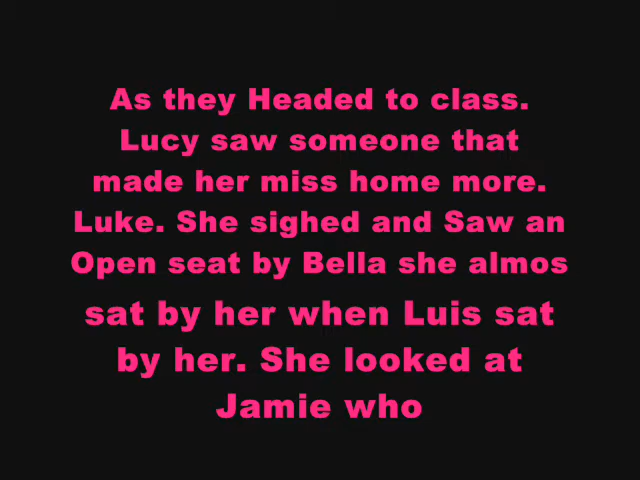 As they Headed to class.
Lucy saw someone that
made her miss home more.
Luke. She sighed and Saw an
Open seat by Bella she almos
sat by her when Luis sat
by her. She looked at
Jamie who